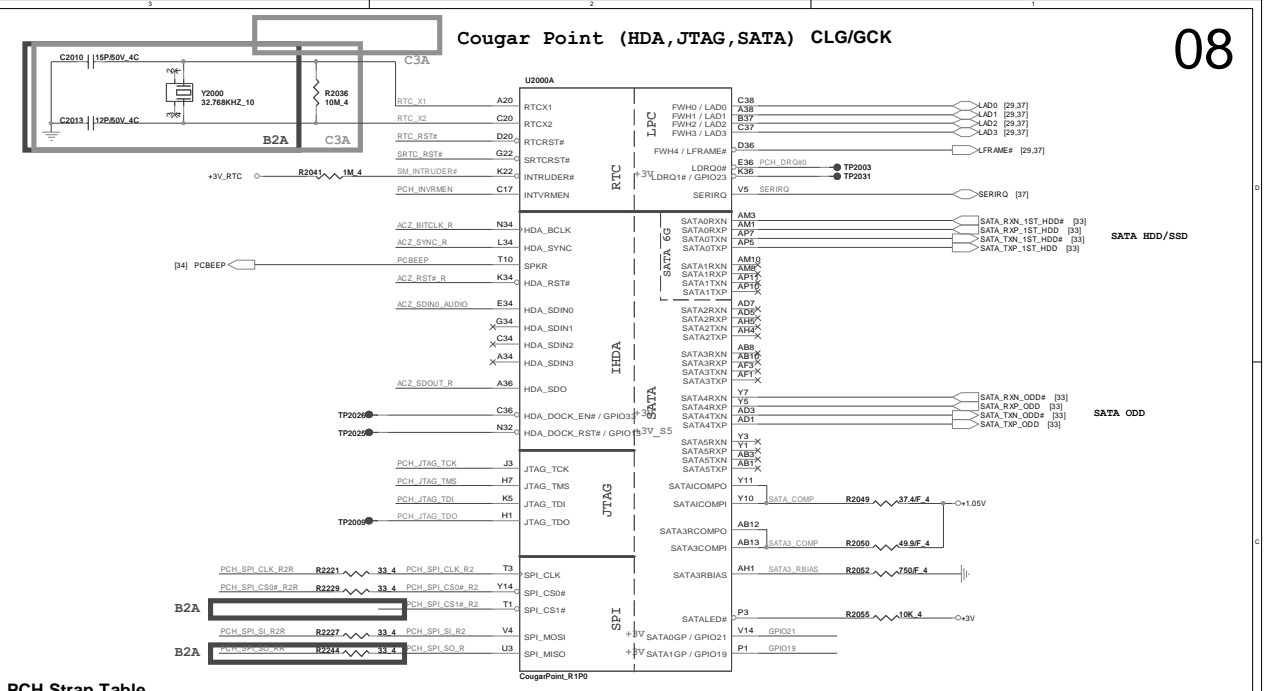 3 2 1
Cougar Point (HDA,JTAG,SATA) CLG/GCK
08
C3A
C2010 15P/50V_4C
Y2000
32.768KHZ_10
R2036
10M_4
C2013 12P/50V_4C
B2A C3A
U2000A
RTC_X1 A20 RTCX1
RTC_X2 C20 RTCX2
RTC_RST# D20 RTCRST#
SRTC_RST# G22 SRTCRST#
+3V_RTC R2041 1M_4 SM_INTRUDER# K22 INTRUDER#
PCH_INVRMEN C17 INTVRMEN
RTC
LPC
FWH0 / LAD0 C38 LAD0 [29,37]
FWH1 / LAD1 A38 LAD1 [29,37]
FWH2 / LAD2 B37 LAD2 [29,37]
FWH3 / LAD3 C37 LAD3 [29,37]
FWH4 / LFRAME# D36 LFRAME# [29,37]
LDRQ0# E36 PCH_DRQ#0 TP2003
+3V LDRQ1# / GPIO23 K36 TP2031
SERIRQ V5 SERIRQ SERIRQ [37]
D
ACZ_BITCLK_R N34 HDA_BCLK
ACZ_SYNC_R L34 HDA_SYNC
[34] PCBEEP PCBEEP T10 SPKR
ACZ_RST#_R K34 HDA_RST#
ACZ_SDIN0_AUDIO E34 HDA_SDIN0
G34 HDA_SDIN1
C34 HDA_SDIN2
A34 HDA_SDIN3
ACZ_SDOUT_R A36 HDA_SDO
TP2026 C36 HDA_DOCK_EN# / GPIO33 +3V
TP2025 N32 HDA_DOCK_RST# / GPIO13 +3V_S5
IHDA
SATA 6G
SATA
SATA0RXN AM3 SATA_RXN_1ST_HDD# [33]
SATA0RXP AM1 SATA_RXP_1ST_HDD [33]
SATA0TXN AP7 SATA_TXN_1ST_HDD# [33]
SATA0TXP AP5 SATA_TXP_1ST_HDD [33]
SATA HDD/SSD
SATA1RXN AM10
SATA1RXP AM8
SATA1TXN AP11
SATA1TXP AP10
SATA2RXN AD7
SATA2RXP AD5
SATA2TXN AH5
SATA2TXP AH4
SATA3RXN AB8
SATA3RXP AB10
SATA3TXN AF3
SATA3TXP AF1
SATA4RXN Y7 SATA_RXN_ODD# [33]
SATA4RXP Y5 SATA_RXP_ODD [33]
SATA4TXN AD3 SATA_TXN_ODD# [33]
SATA4TXP AD1 SATA_TXP_ODD [33]
SATA ODD
SATA5RXN Y3
SATA5RXP Y1
SATA5TXN AB3
SATA5TXP AB1
PCH_JTAG_TCK J3 JTAG_TCK
PCH_JTAG_TMS H7 JTAG_TMS
PCH_JTAG_TDI K5 JTAG_TDI
TP2009 PCH_JTAG_TDO H1 JTAG_TDO
JTAG
SATAICOMPO Y11
SATAICOMPI Y10 SATA_COMP R2049 37.4/F_4 +1.05V
SATA3RCOMPO AB12
SATA3COMPI AB13 SATA3_COMP R2050 49.9/F_4
C
SATA3RBIAS AH1 SATA3_RBIAS R2052 750/F_4
PCH_SPI_CLK_R2R R2221 33_4 PCH_SPI_CLK_R2 T3 SPI_CLK
PCH_SPI_CS0#_R2R R2229 33_4 PCH_SPI_CS0#_R2 Y14 SPI_CS0#
B2A PCH_SPI_CS1#_R2 T1 SPI_CS1#
PCH_SPI_SI_R2R R2227 33_4 PCH_SPI_SI_R2 V4 SPI_MOSI
B2A PCH_SPI_SO_RR R2244 33_4 PCH_SPI_SO_R U3 SPI_MISO
SPI
SATALED# P3 R2055 10K_4 +3V
+3V SATA0GP / GPIO21 V14 GPIO21
+3V SATA1GP / GPIO19 P1 GPIO19
CougarPoint_R1P0
PCH Strap Table